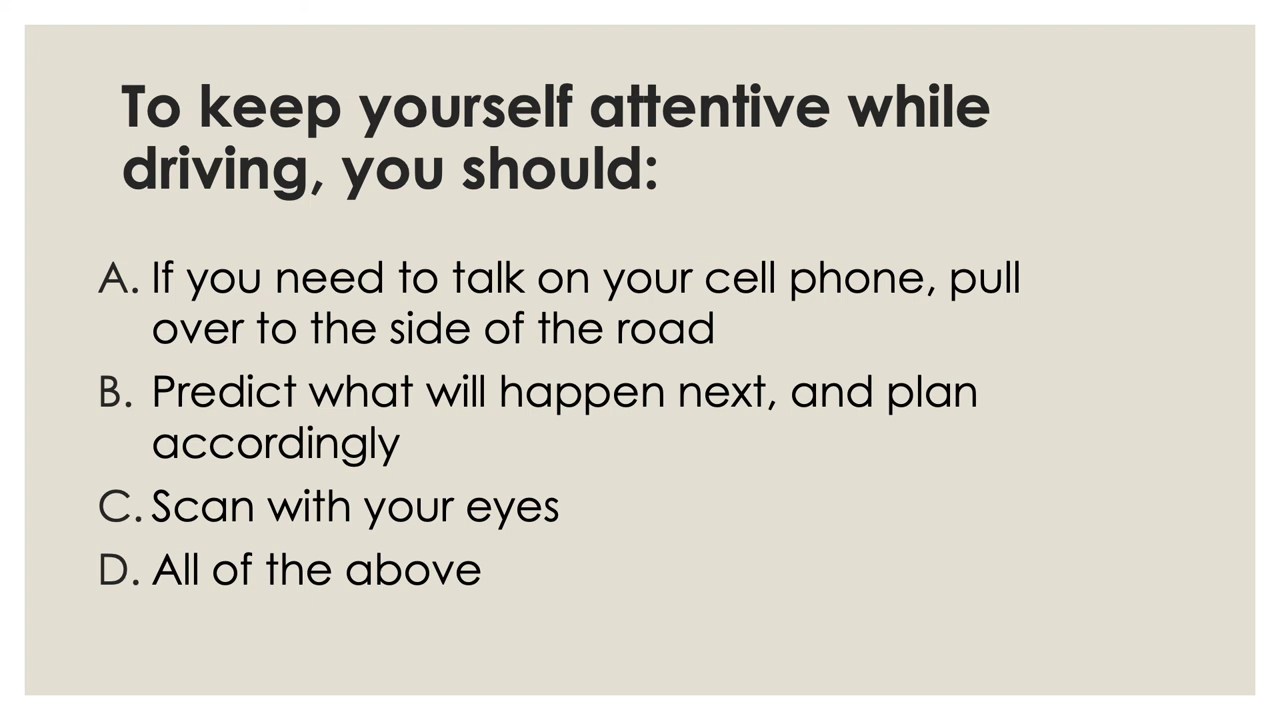 To keep yourself attentive while
driving, you should:
A. If you need to talk on your cell phone, pull
over to the side of the road
B. Predict what will happen next, and plan
accordingly
C. Scan with your eyes
D. All of the above